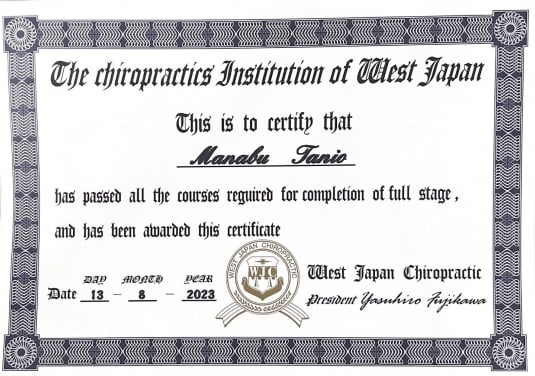 The chiropractics Institution of West Japan
This is to certify that
Manabu Tanio
has passed all the courses reguired for completion of full stage ,
and has been awarded this certificate
WEST JAPAN CHIROPRACTIC
W.J.C
DAY MONTH YEAR
Date 13 – 8 – 2023
West Japan Chiropractic
President Yasuhiro Fujikawa